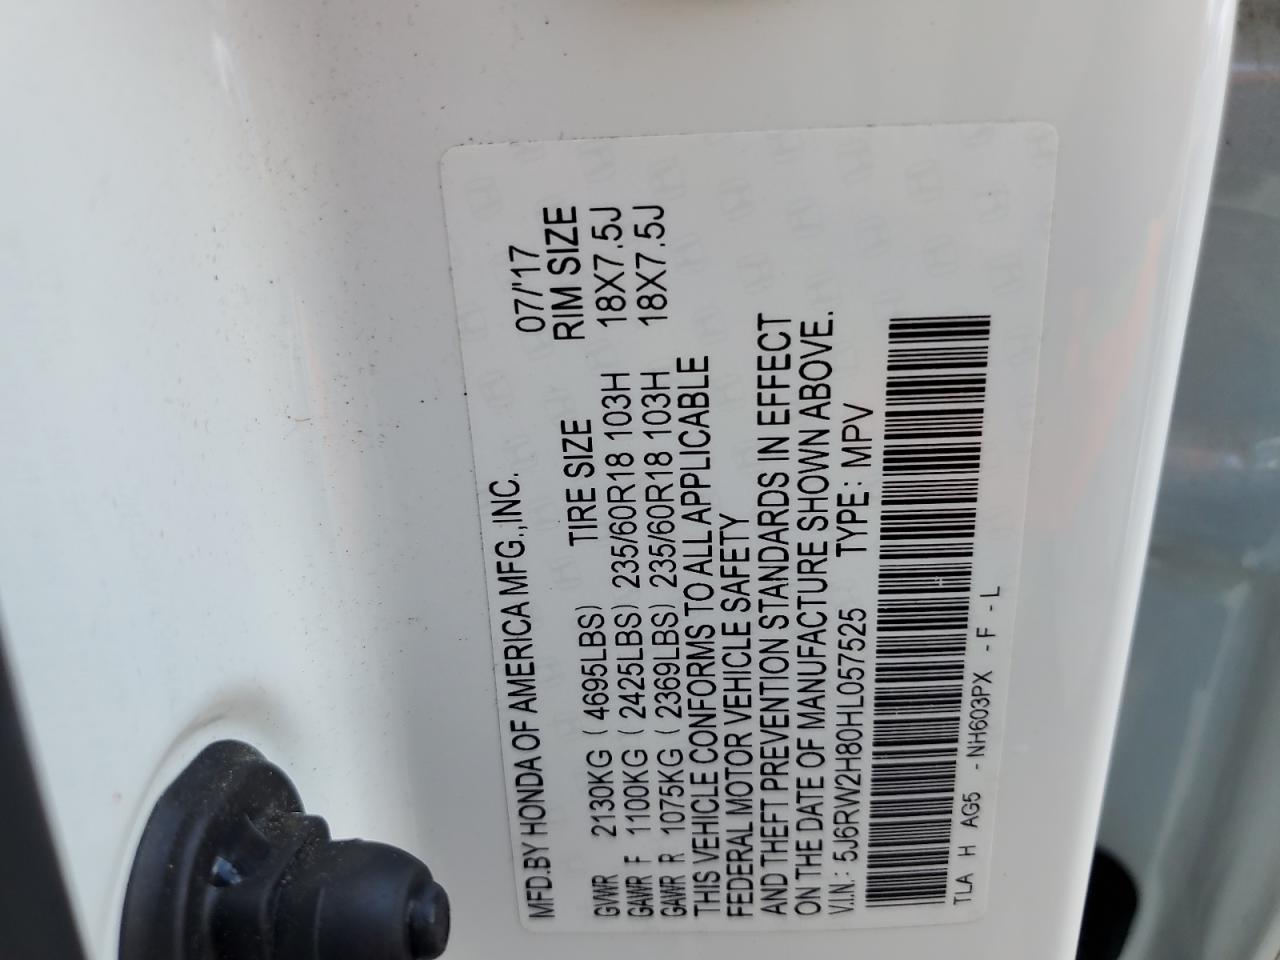 MFD.BY HONDA OF AMERICA MFG.,INC. 07/'17
TIRE SIZE RIM SIZE
GVWR 2130KG ( 4695LBS)
GAWR F 1100KG ( 2425LBS) 235/60R18 103H 18X7.5J
GAWR R 1075KG ( 2369LBS) 235/60R18 103H 18X7.5J
THIS VEHICLE CONFORMS TO ALL APPLICABLE
FEDERAL MOTOR VEHICLE SAFETY
AND THEFT PREVENTION STANDARDS IN EFFECT
ON THE DATE OF MANUFACTURE SHOWN ABOVE.
V.I.N.: 5J6RW2H80HL057525 TYPE : MPV
TLA H AG5 - NH603PX - F - L